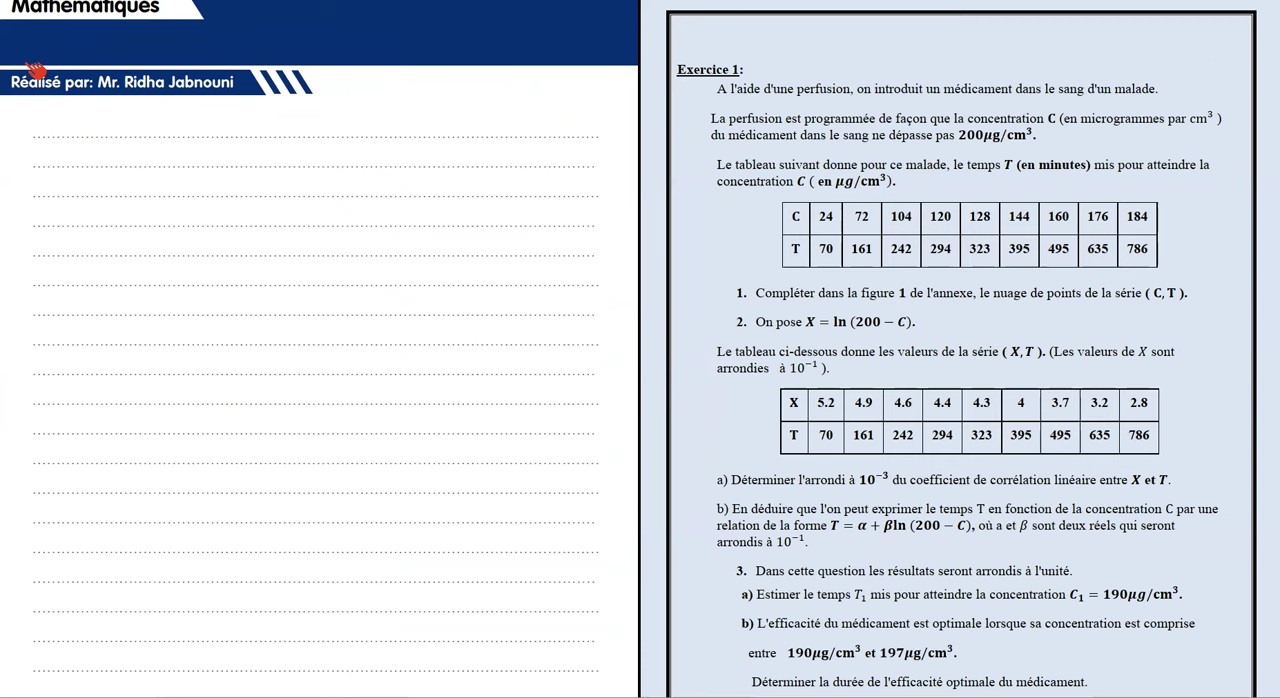 Mathématiques
Réalisé par: Mr. Ridha Jabnouni
Exercice 1:
A l'aide d'une perfusion, on introduit un médicament dans le sang d'un malade.
La perfusion est programmée de façon que la concentration C (en microgrammes par cm³ )
du médicament dans le sang ne dépasse pas 200μg/cm³.
Le tableau suivant donne pour ce malade, le temps T (en minutes) mis pour atteindre la
concentration C ( en μg/cm³).
C 24 72 104 120 128 144 160 176 184
T 70 161 242 294 323 395 495 635 786
1. Compléter dans la figure 1 de l'annexe, le nuage de points de la série ( C, T ).
2. On pose X = ln (200 − C).
Le tableau ci-dessous donne les valeurs de la série ( X, T ). (Les valeurs de X sont
arrondies à 10⁻¹ ).
X 5.2 4.9 4.6 4.4 4.3 4 3.7 3.2 2.8
T 70 161 242 294 323 395 495 635 786
a) Déterminer l'arrondi à 10⁻³ du coefficient de corrélation linéaire entre X et T.
b) En déduire que l'on peut exprimer le temps T en fonction de la concentration C par une
relation de la forme T = α + βln (200 − C), où a et β sont deux réels qui seront
arrondis à 10⁻¹.
3. Dans cette question les résultats seront arrondis à l'unité.
a) Estimer le temps T₁ mis pour atteindre la concentration C₁ = 190μg/cm³.
b) L'efficacité du médicament est optimale lorsque sa concentration est comprise
entre 190μg/cm³ et 197μg/cm³.
Déterminer la durée de l'efficacité optimale du médicament.